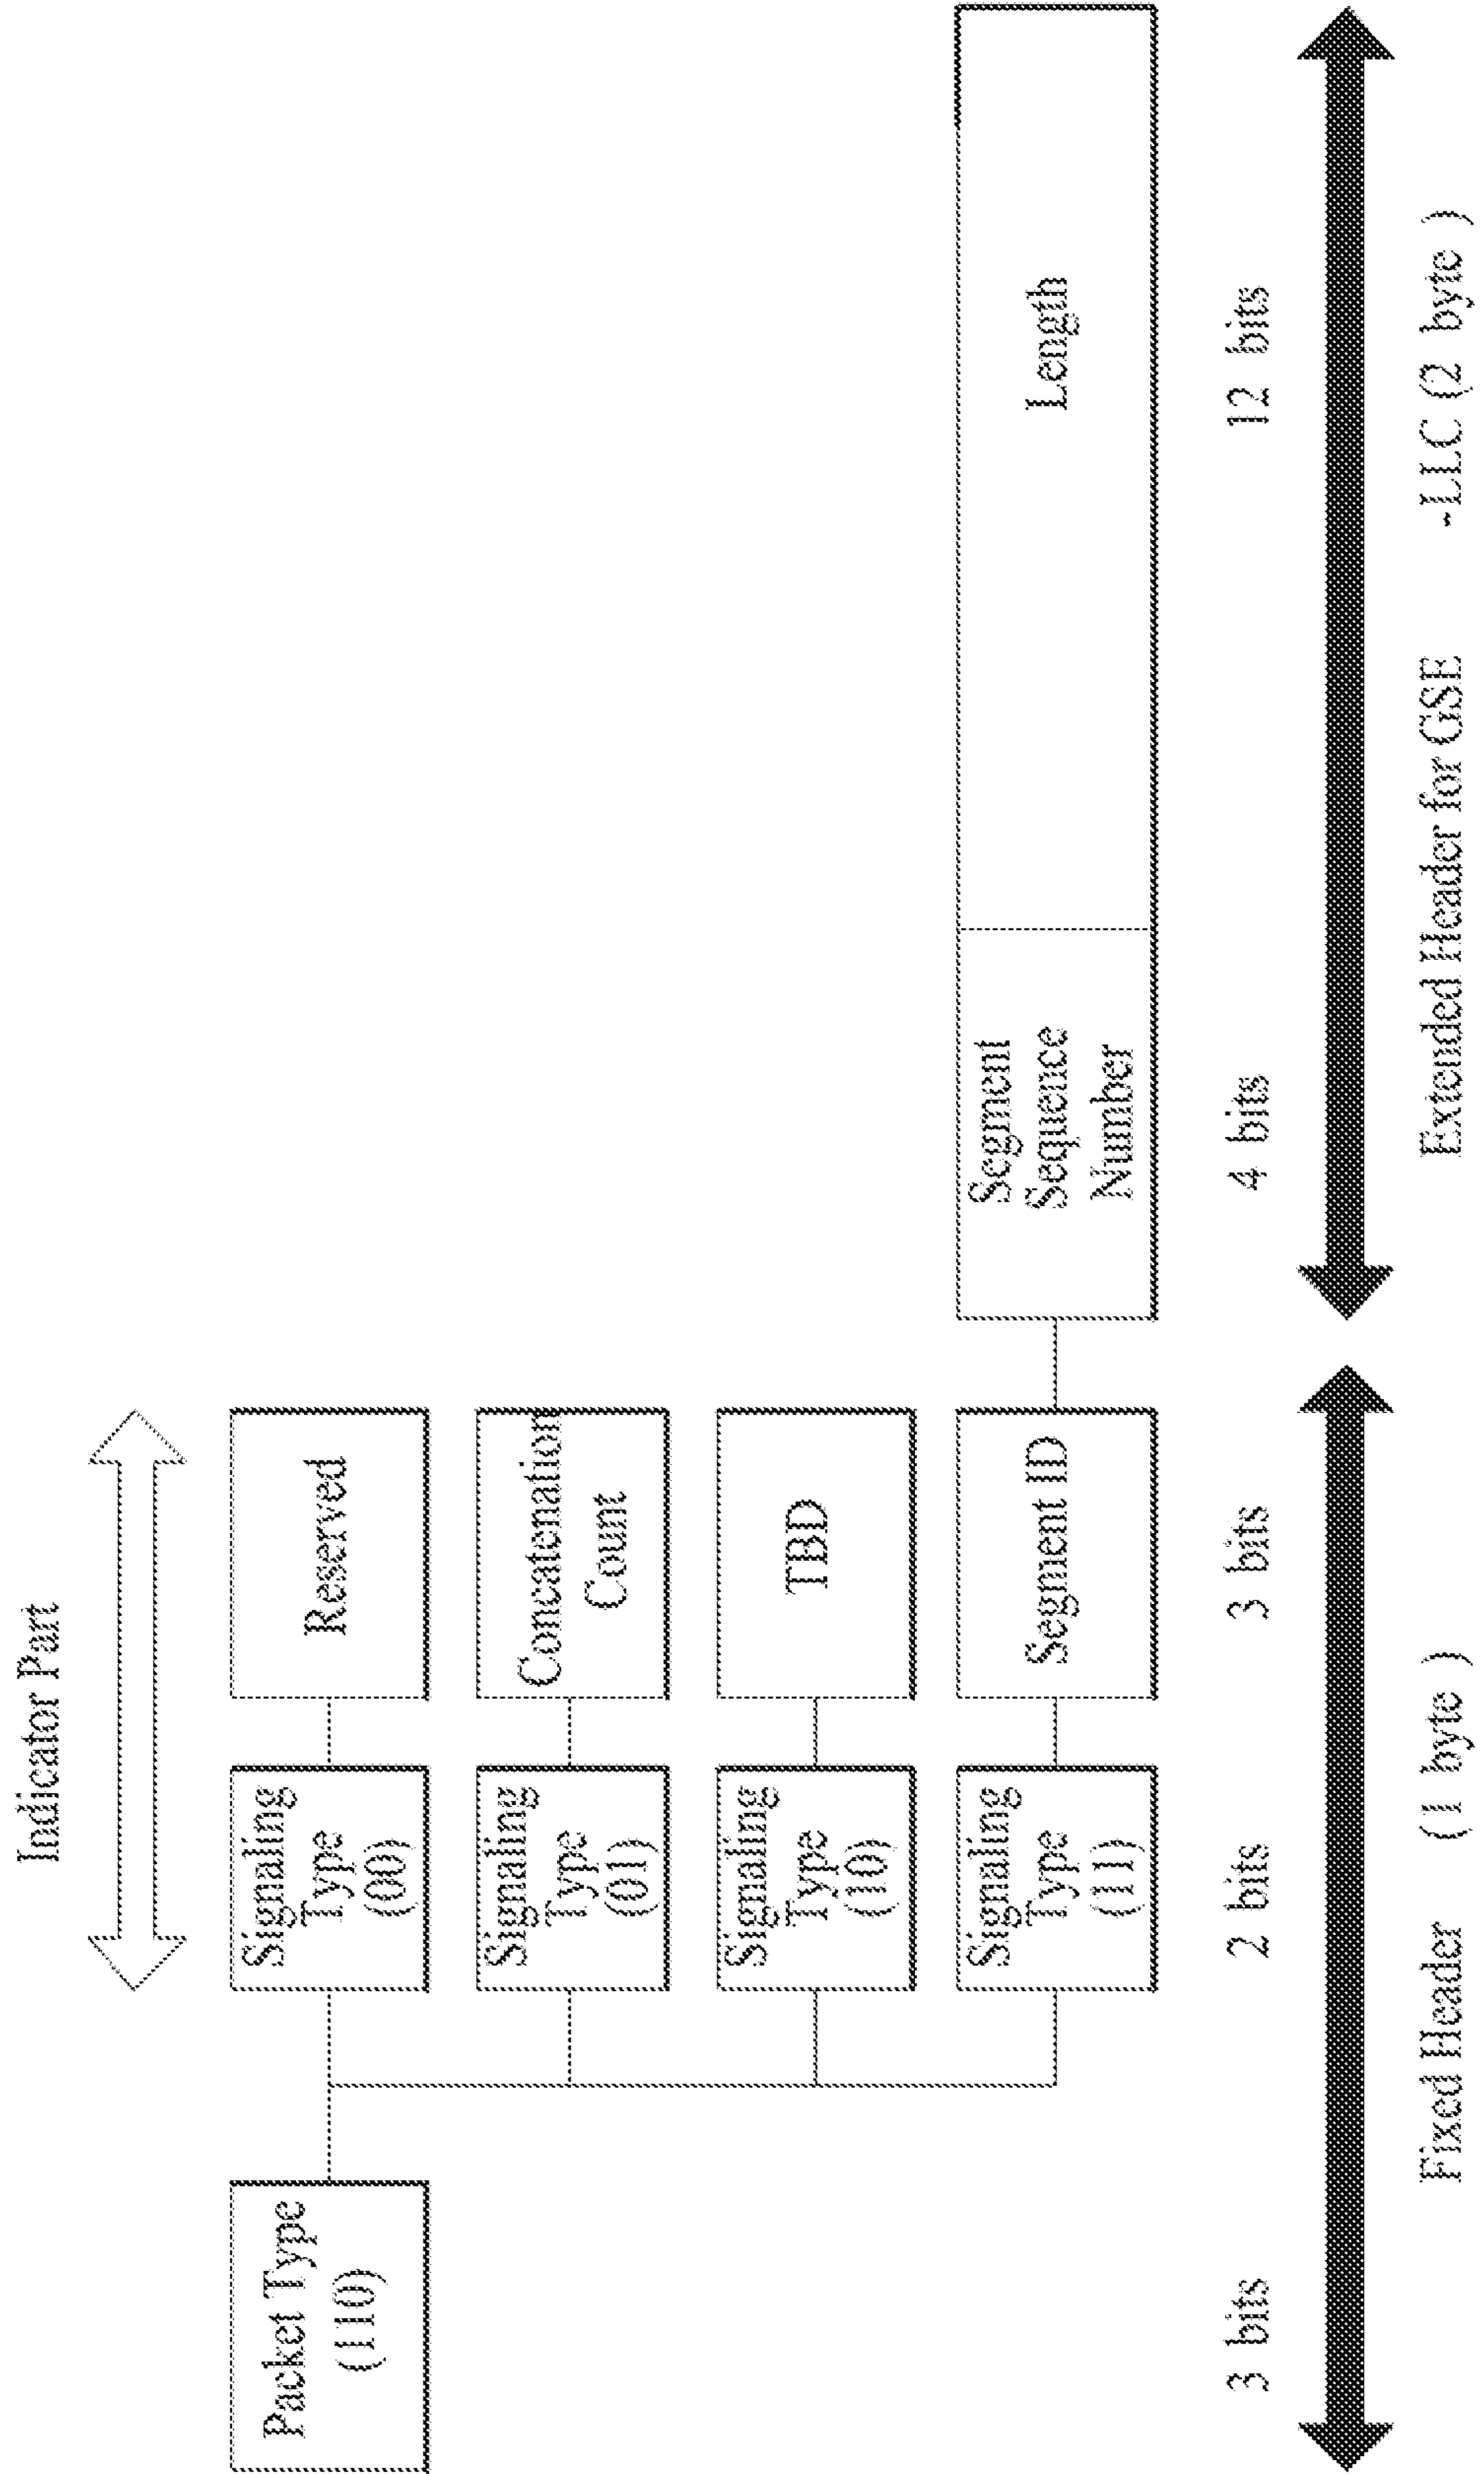 Indicator Part
Packet Type
(110)
Signaling
Type
(00)
Reserved
Signaling
Type
(01)
Concatenation
Count
Signaling
Type
(10)
TBD
Signaling
Type
(11)
Segment ID
Segment
Sequence
Number
Length
3 bits
2 bits
3 bits
4 bits
12 bits
Fixed Header (1 byte )
Extended Header for GSE -LLC (2 byte )